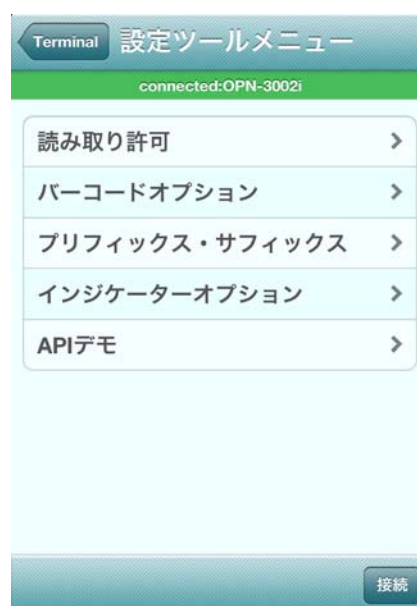 Terminal
設定ツールメニュー
connected:OPN-3002i
読み取り許可
バーコードオプション
プリフィックス・サフィックス
インジケーターオプション
APIデモ
接続